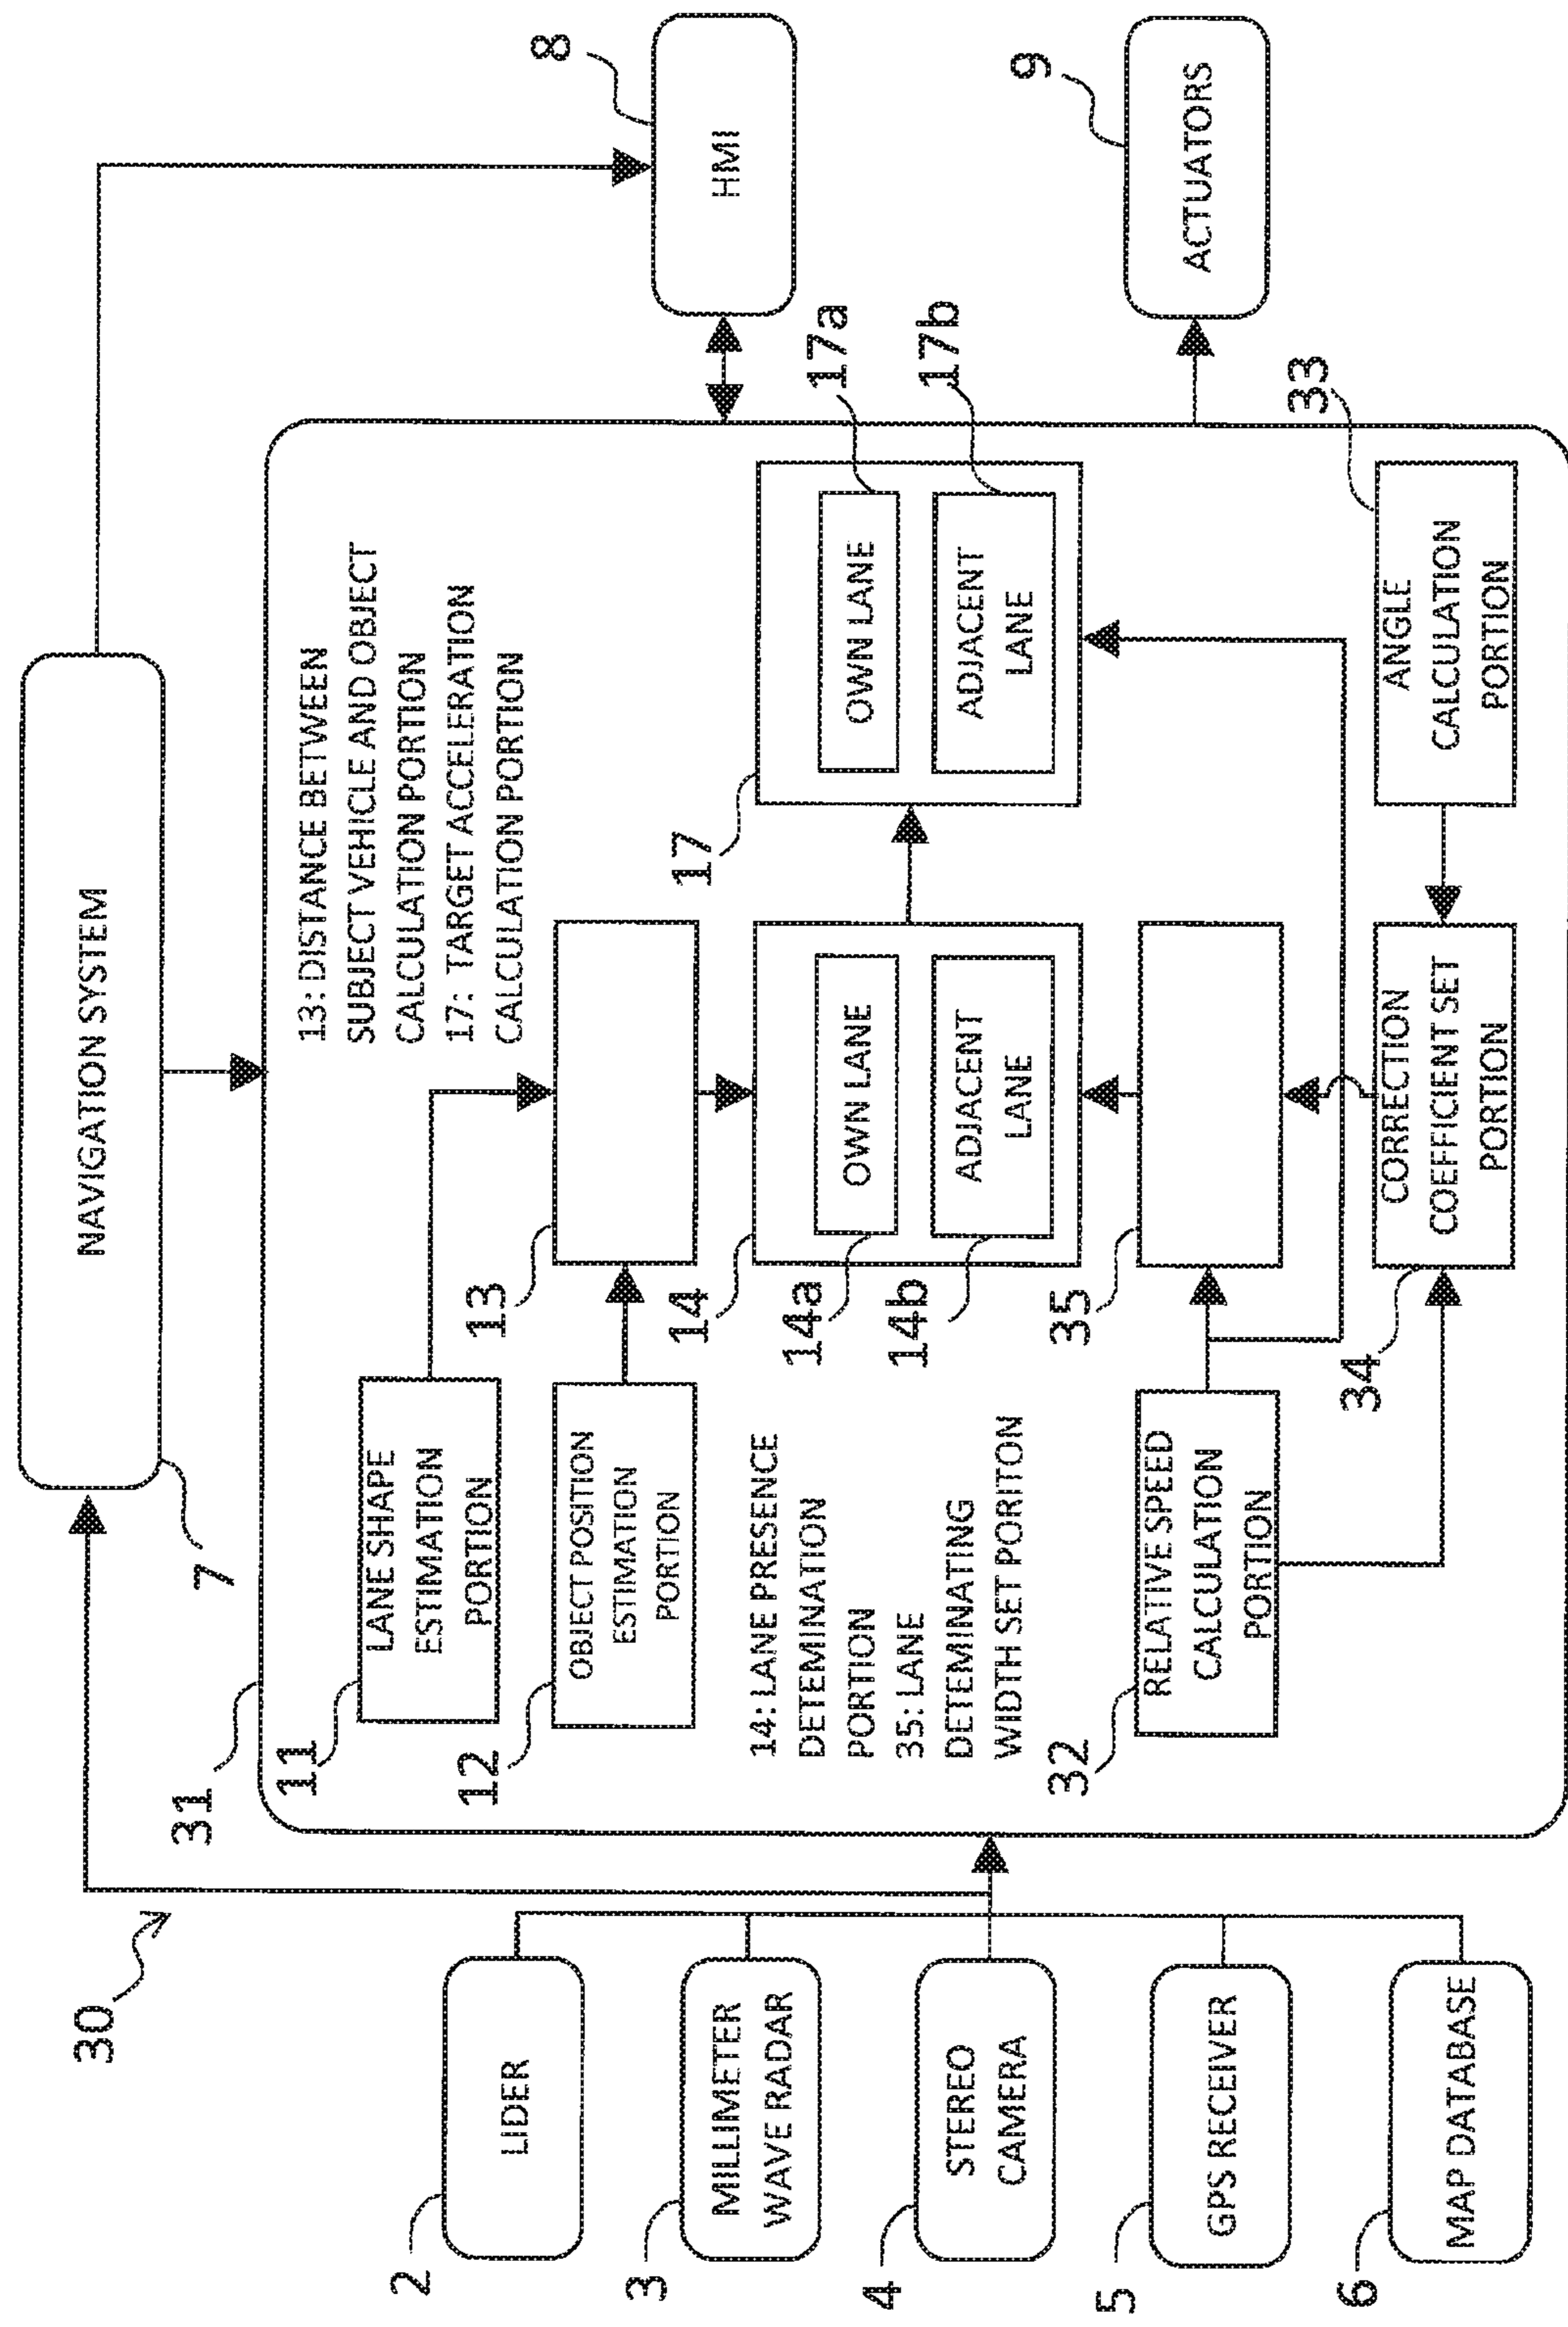 30
7
NAVIGATION SYSTEM
31
2
LIDER
3
MILLIMETER
WAVE RADAR
4
STEREO
CAMERA
5
GPS RECEIVER
6
MAP DATABASE
11
LANE SHAPE
ESTIMATION
PORTION
12
OBJECT POSITION
ESTIMATION
PORTION
14: LANE PRESENCE
DETEMINATION
PORTION
35: LANE
DETEMINATING
WIDTH SET PORITON
32
RELATIVE SPEED
CALCULATION
PORTION
13
14
14a
OWN LANE
14b
ADJACENT
LANE
35
34
CORRECTION
COEFFICIENT SET
PORTION
13: DISTANCE BETWEEN
SUBJECT VEHICLE AND OBJECT
CALCULATION PORTION
17: TARGET ACCELERATION
CALCULATION PORTION
17
OWN LANE
17a
ADJACENT
LANE
17b
33
ANGLE
CALCULATION
PORTION
8
HMI
9
ACTUATORS